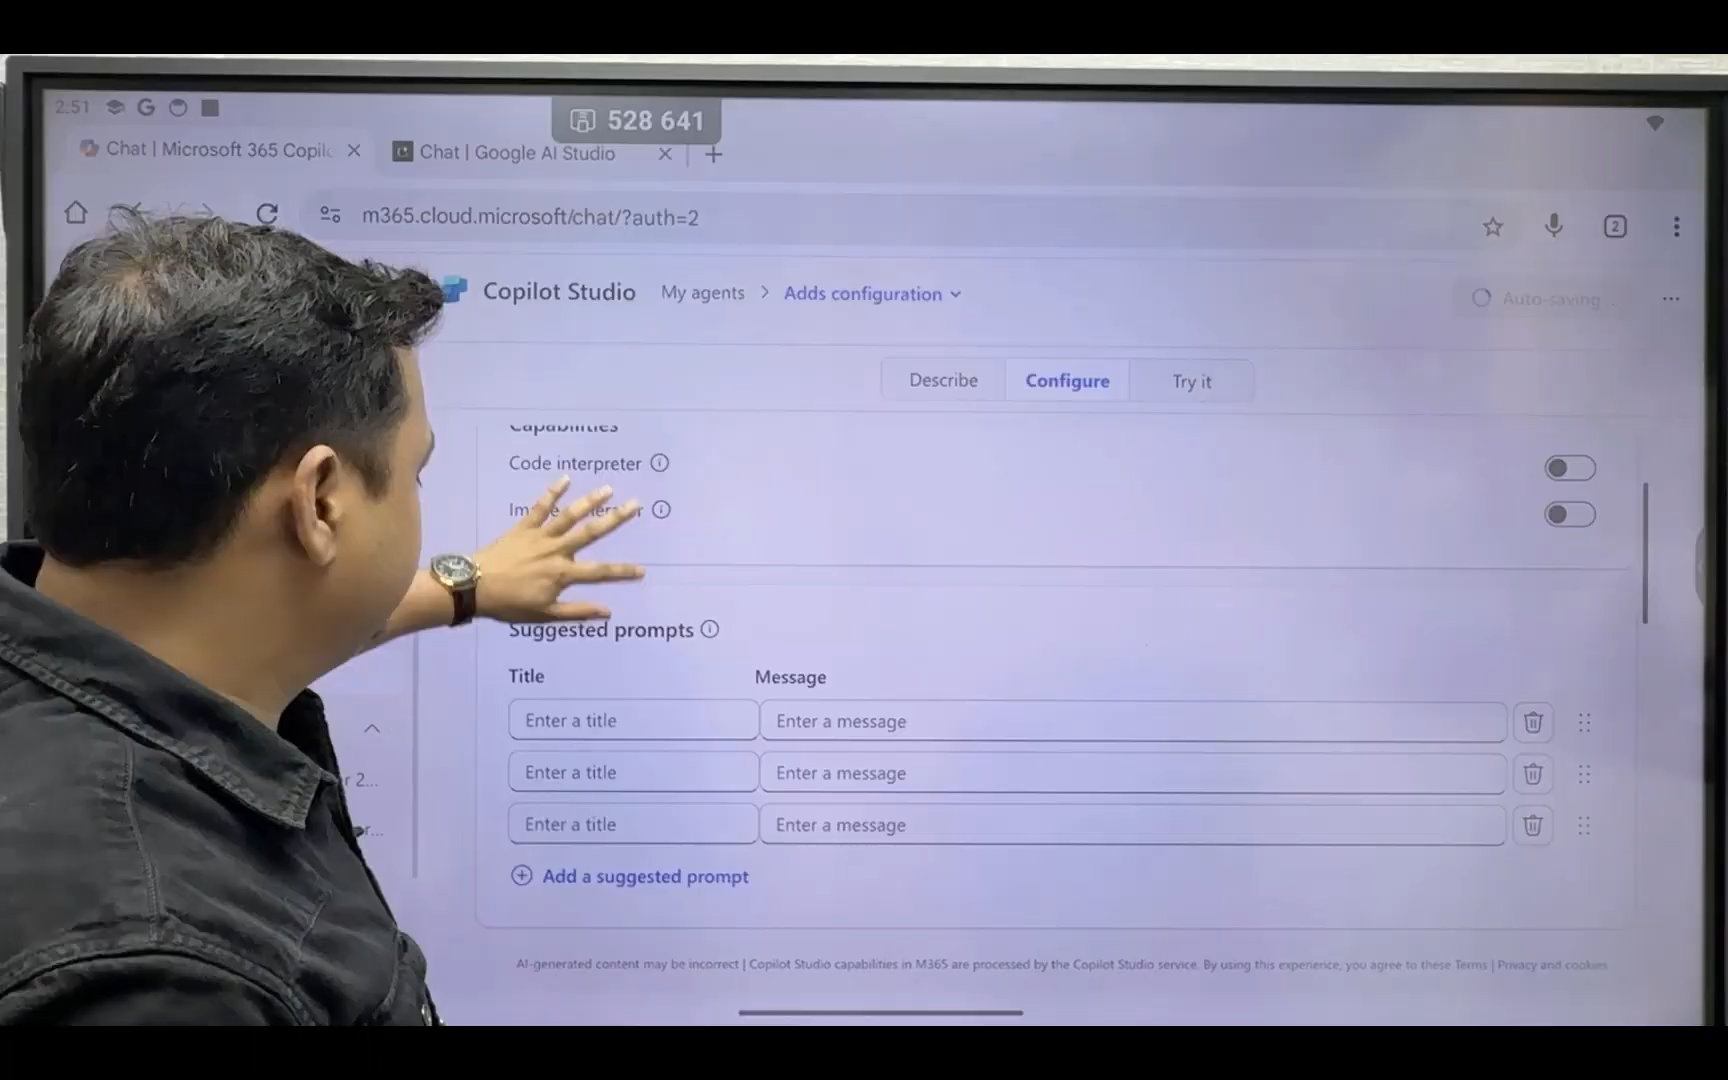 2:51
528 641
Chat | Microsoft 365 Copil
Chat | Google AI Studio
m365.cloud.microsoft/chat/?auth=2
2
Copilot Studio My agents > Adds configuration
Auto-saving...
Describe Configure Try it
Capabilities
Code interpreter
Suggested prompts
Title Message
Enter a title Enter a message
Enter a title Enter a message
Enter a title Enter a message
Add a suggested prompt
r 2...
r...
AI-generated content may be incorrect | Copilot Studio capabilities in M365 are processed by the Copilot Studio service. By using this experience, you agree to these Terms | Privacy and cookies